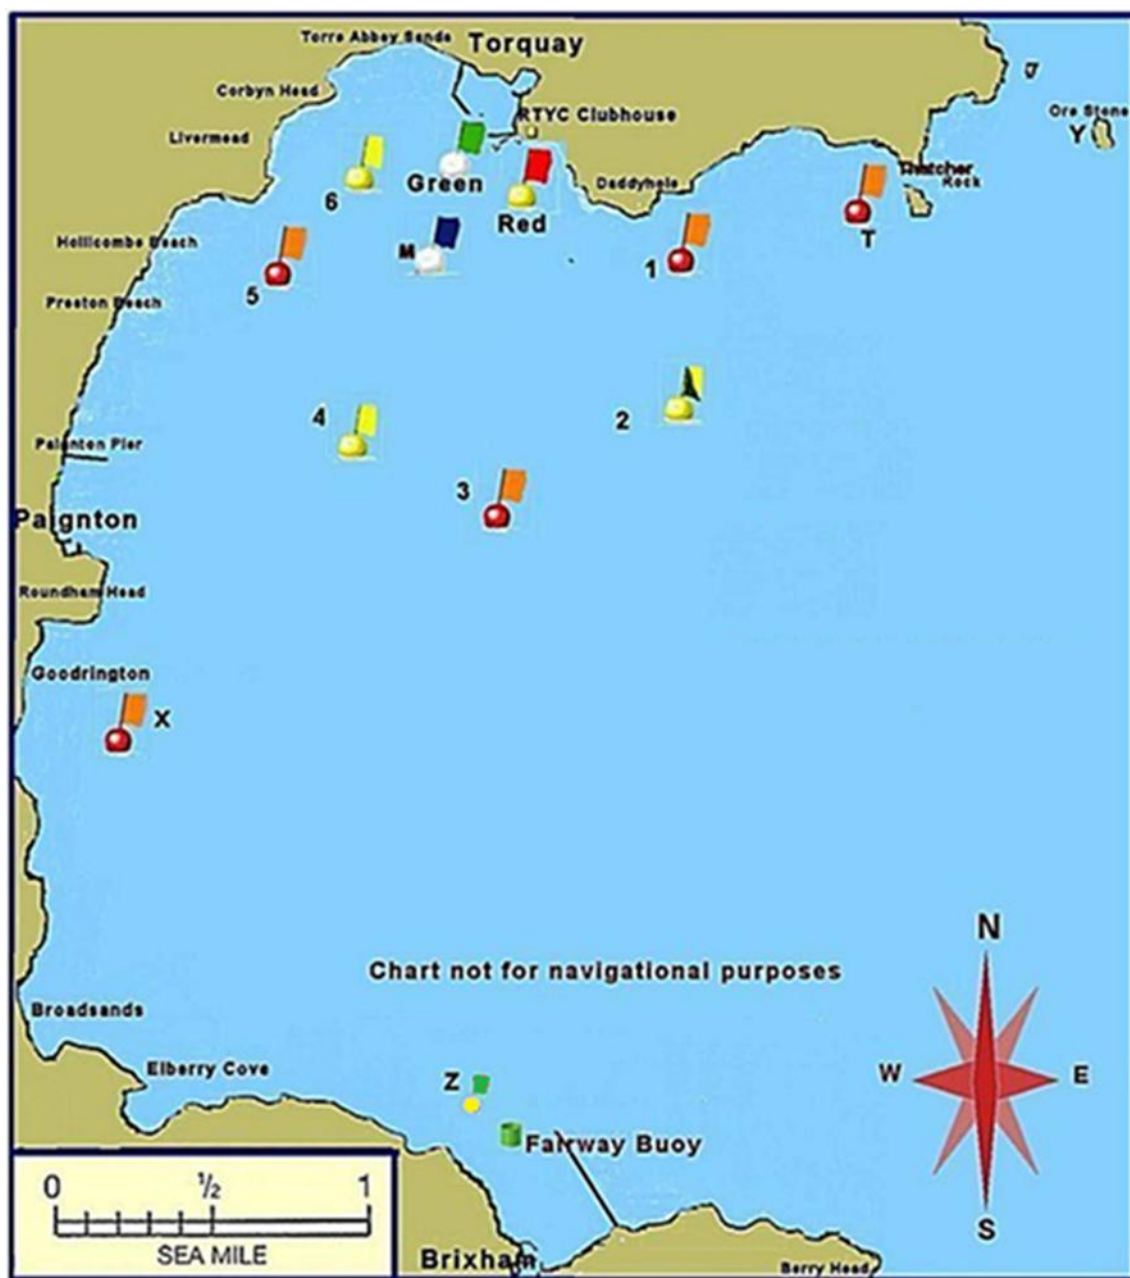 Torre Abbey Sands
Torquay
Corbyn Head
RTYC Clubhouse
Ore Stone
Y
Livermead
6
Green
Daddyhole
Thatcher
Rock
Red
T
Hollicombe Beach
M
1
5
Preston Beach
4
2
Paignton Pier
3
Paignton
Roundham Head
Goodrington
X
N
Chart not for navigational purposes
Broadsands
Elberry Cove
Z
W
E
Fairway Buoy
0 ½ 1
SEA MILE
S
Brixham
Berry Head